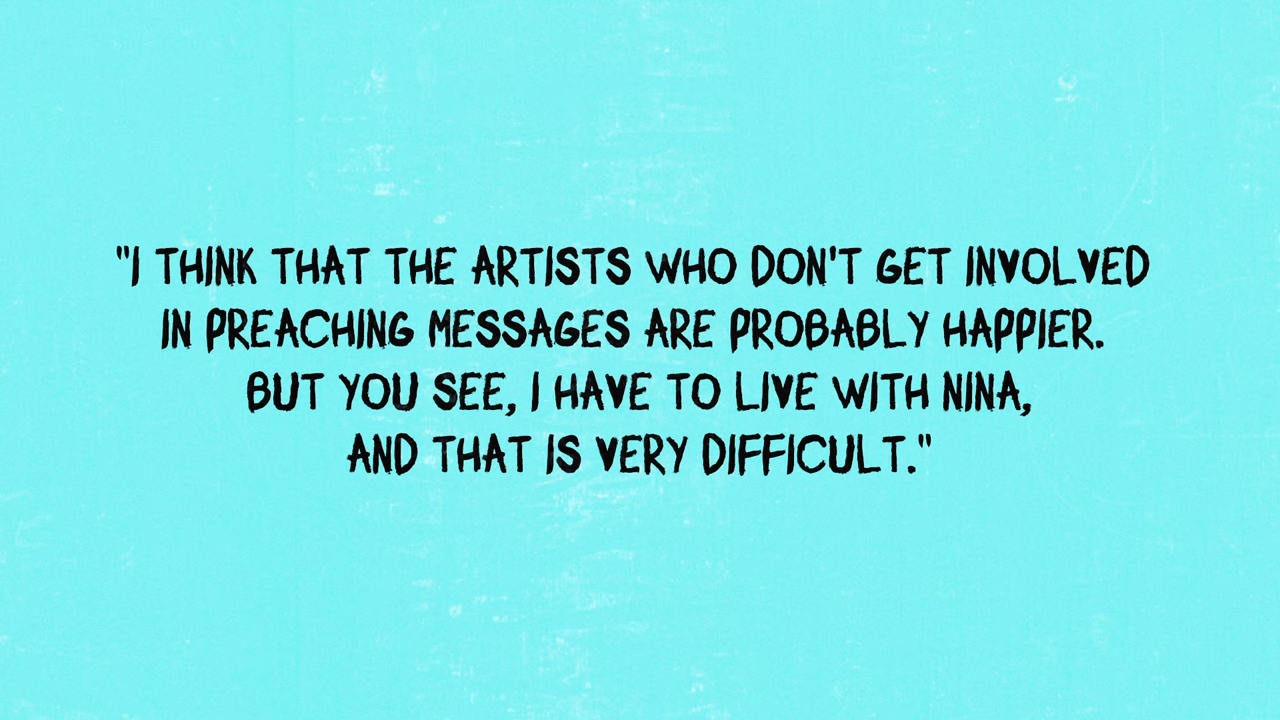 "I THINK THAT THE ARTISTS WHO DON'T GET INVOLVED
IN PREACHING MESSAGES ARE PROBABLY HAPPIER.
BUT YOU SEE, I HAVE TO LIVE WITH NINA,
AND THAT IS VERY DIFFICULT."